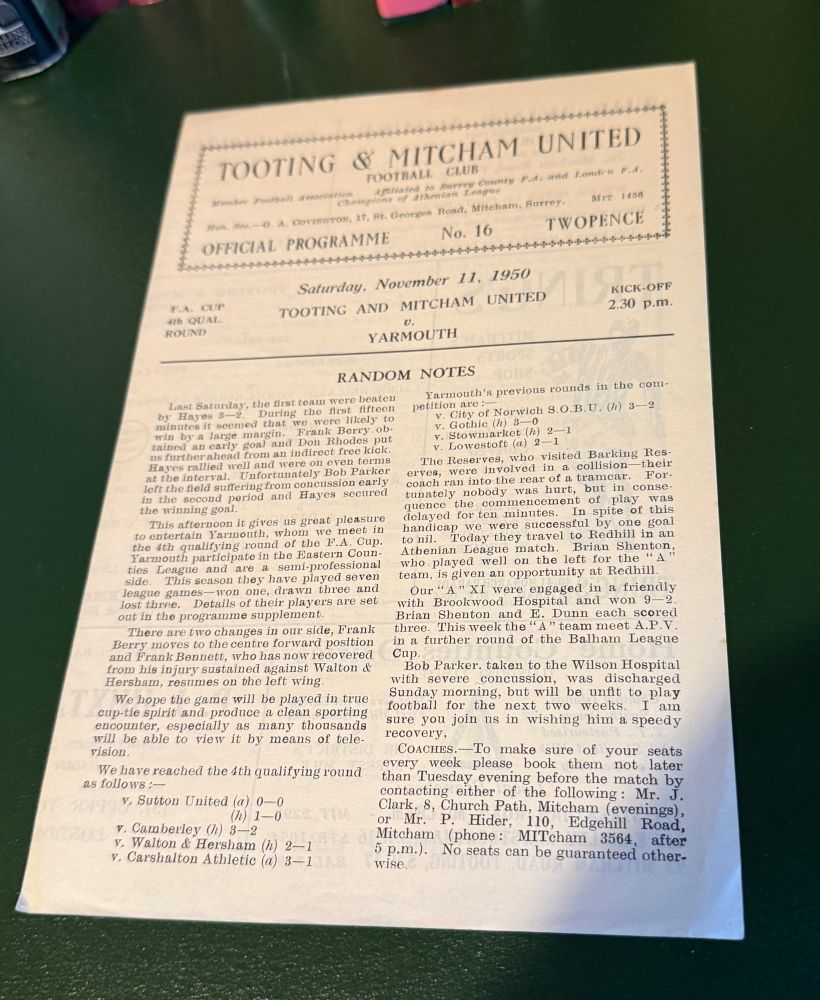 TOOTING & MITCHAM UNITED
FOOTBALL CLUB
Member Football Association Affiliated to Surrey County F.A. and London F.A.
Champions of Athenian League
Hon. Sec.—G. A. COVINGTON, 17, St. Georges Road, Mitcham, Surrey. MIT 1456
OFFICIAL PROGRAMME No. 16 TWOPENCE
Saturday, November 11, 1950
F.A. CUP
4th QUAL.
ROUND
TOOTING AND MITCHAM UNITED
v.
YARMOUTH
KICK-OFF
2.30 p.m.
RANDOM NOTES
Last Saturday, the first team were beaten
by Hayes 3—2. During the first fifteen
minutes it seemed that we were likely to
win by a large margin. Frank Berry ob-
tained an early goal and Don Rhodes put
us further ahead from an indirect free kick.
Hayes rallied well and were on even terms
at the interval. Unfortunately Bob Parker
left the field suffering from concussion early
in the second period and Hayes secured
the winning goal.
This afternoon it gives us great pleasure
to entertain Yarmouth, whom we meet in
the 4th qualifying round of the F.A. Cup.
Yarmouth participate in the Eastern Coun-
ties League and are a semi-professional
side. This season they have played seven
league games—won one, drawn three and
lost three. Details of their players are set
out in the programme supplement.
There are two changes in our side, Frank
Berry moves to the centre forward position
and Frank Bennett, who has now recovered
from his injury sustained against Walton &
Hersham, resumes on the left wing.
We hope the game will be played in true
cup-tie spirit and produce a clean sporting
encounter, especially as many thousands
will be able to view it by means of tele-
vision.
We have reached the 4th qualifying round
as follows :—
v. Sutton United (a) 0—0
(h) 1—0
v. Camberley (h) 3—2
v. Walton & Hersham (h) 2—1
v. Carshalton Athletic (a) 3—1
Yarmouth's previous rounds in the com-
petition are :—
v. City of Norwich S.O.B.U. (h) 3—2
v. Gothic (h) 3—0
v. Stowmarket (h) 2—1
v. Lowestoft (a) 2—1
The Reserves, who visited Barking Res-
erves, were involved in a collision—their
coach ran into the rear of a tramcar. For-
tunately nobody was hurt, but in conse-
quence the commencement of play was
delayed for ten minutes. In spite of this
handicap we were successful by one goal
to nil. Today they travel to Redhill in an
Athenian League match. Brian Shenton,
who played well on the left for the "A"
team, is given an opportunity at Redhill.
Our "A" XI were engaged in a friendly
with Brookwood Hospital and won 9—2.
Brian Shenton and E. Dunn each scored
three. This week the "A" team meet A.P.V.
in a further round of the Balham League
Cup.
Bob Parker. taken to the Wilson Hospital
with severe concussion, was discharged
Sunday morning, but will be unfit to play
football for the next two weeks. I am
sure you join us in wishing him a speedy
recovery,
COACHES.—To make sure of your seats
every week please book them not later
than Tuesday evening before the match by
contacting either of the following : Mr. J.
Clark, 8, Church Path, Mitcham (evenings),
or Mr. P. Hider, 110, Edgehill Road,
Mitcham (phone : MITcham 3564, after
5 p.m.). No seats can be guaranteed other-
wise.